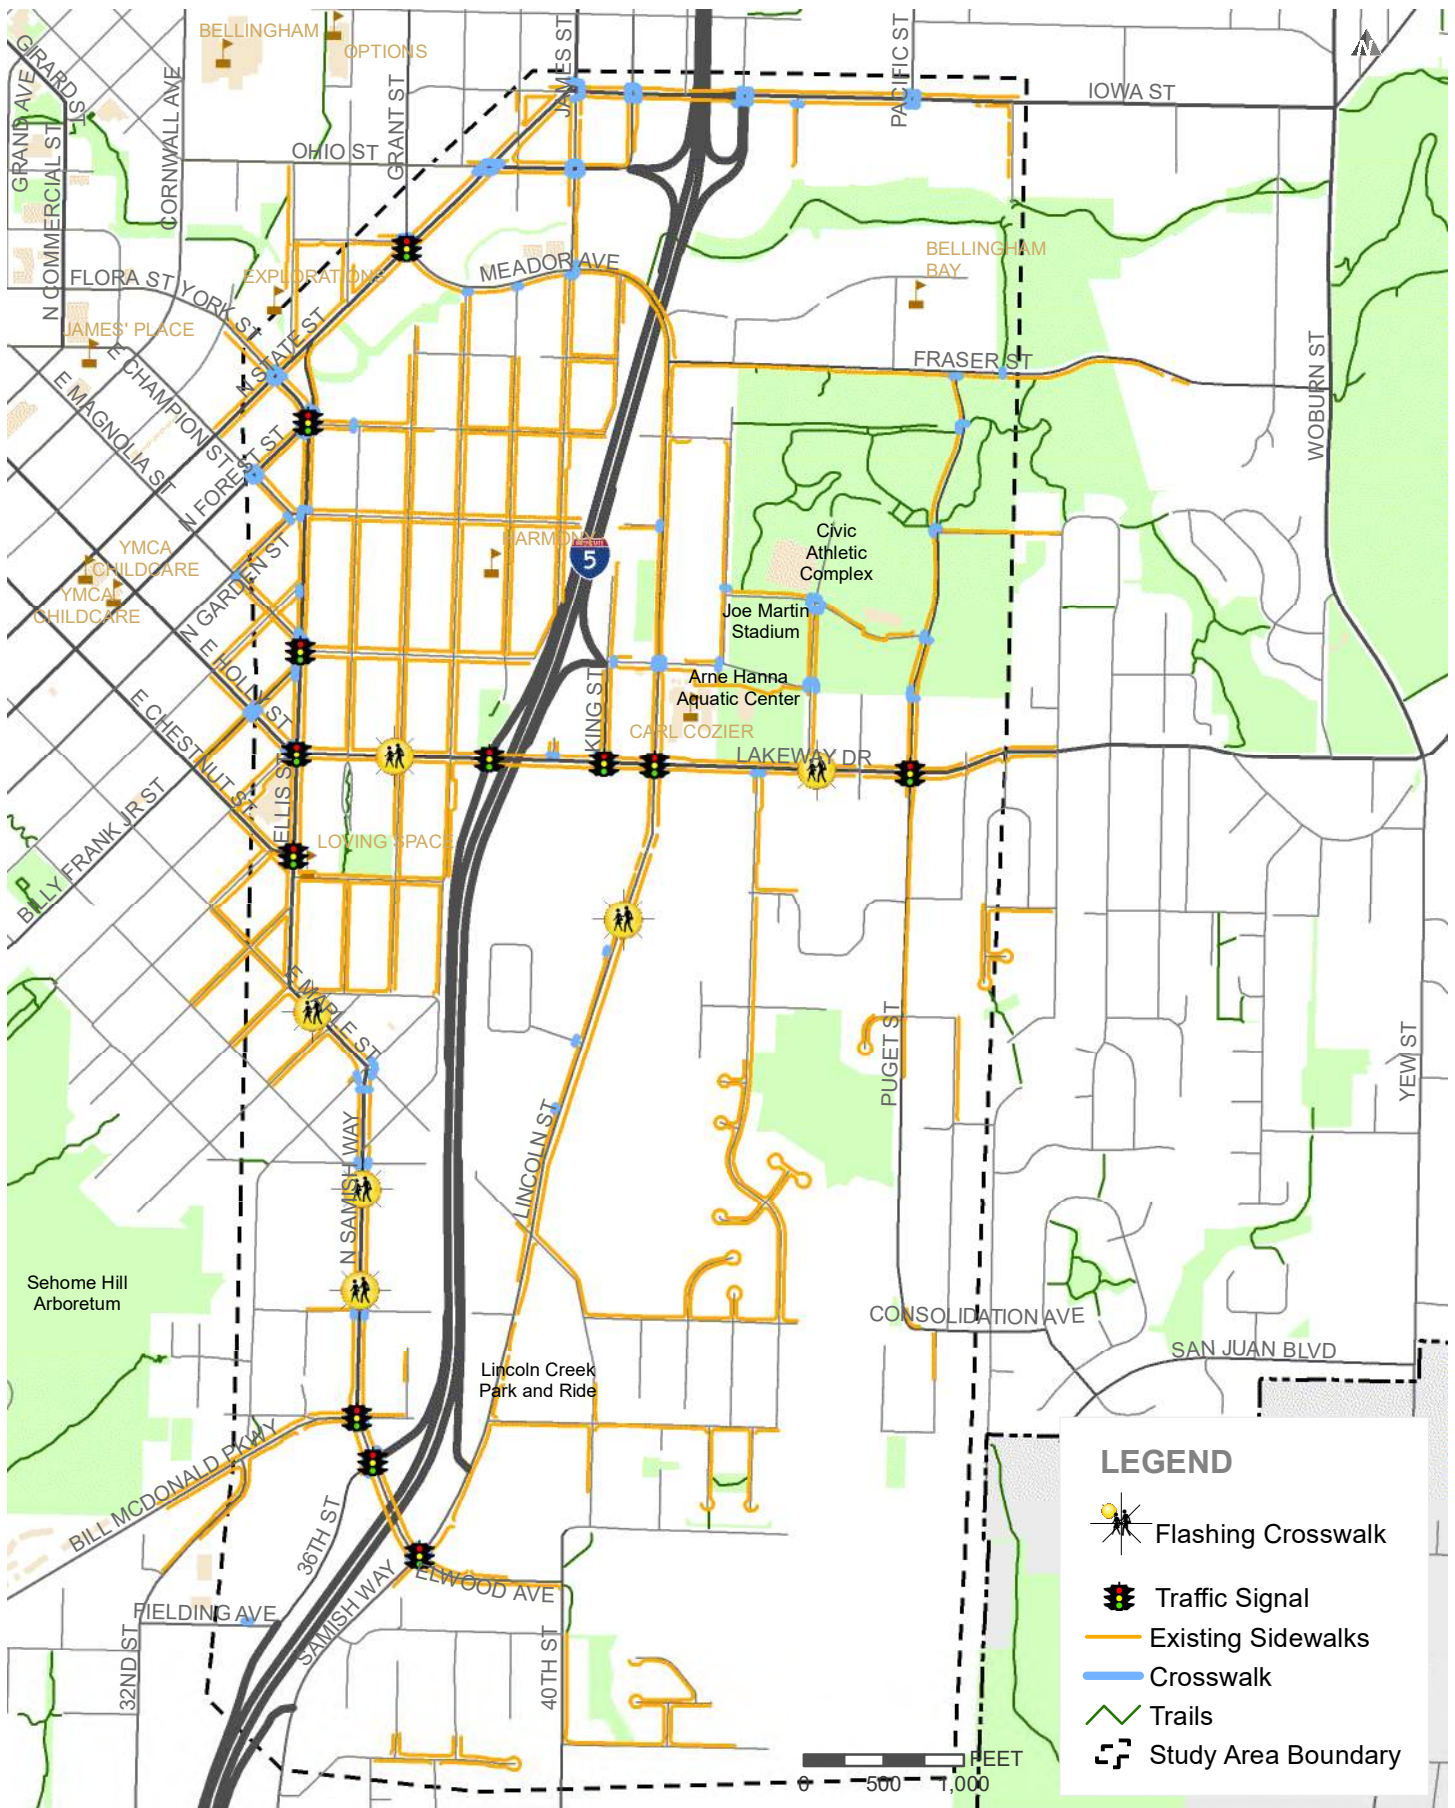 BELLINGHAM
OPTIONS
GIRARD ST
GRAND AVE
N COMMERCIAL ST
CORNWALL AVE
GRANT ST
JAMES ST
PACIFIC ST
N
IOWA ST
OHIO ST
MEADOR AVE
BELLINGHAM
BAY
FLORA ST
YORK ST
EXPLORATIONS
JAMES' PLACE
N STATE ST
E CHAMPION ST
E MAGNOLIA ST
N FOREST ST
FRASER ST
WOBURN ST
HARMONY
INTERSTATE
5
Civic
Athletic
Complex
YMCA
CHILDCARE
YMCA
CHILDCARE
N GARDEN ST
Joe Martin
Stadium
N
E HOLLY ST
E CHESTNUT ST
Arne Hanna
Aquatic Center
KING ST
CARL COZIER
LAKEWAY DR
ELLIS ST
BILLY FRANK JR ST
LOVING SPACE
E MAPLE ST
PUGET ST
YEW ST
N SAMISH WAY
LINCOLN ST
Sehome Hill
Arboretum
CONSOLIDATION AVE
SAN JUAN BLVD
Lincoln Creek
Park and Ride
BILL MCDONALD PKWY
36TH ST
SAMISH WAY
ELWOOD AVE
FIELDING AVE
32ND ST
40TH ST
LEGEND
Flashing Crosswalk
Traffic Signal
Existing Sidewalks
Crosswalk
Trails
Study Area Boundary
FEET
0 500 1,000